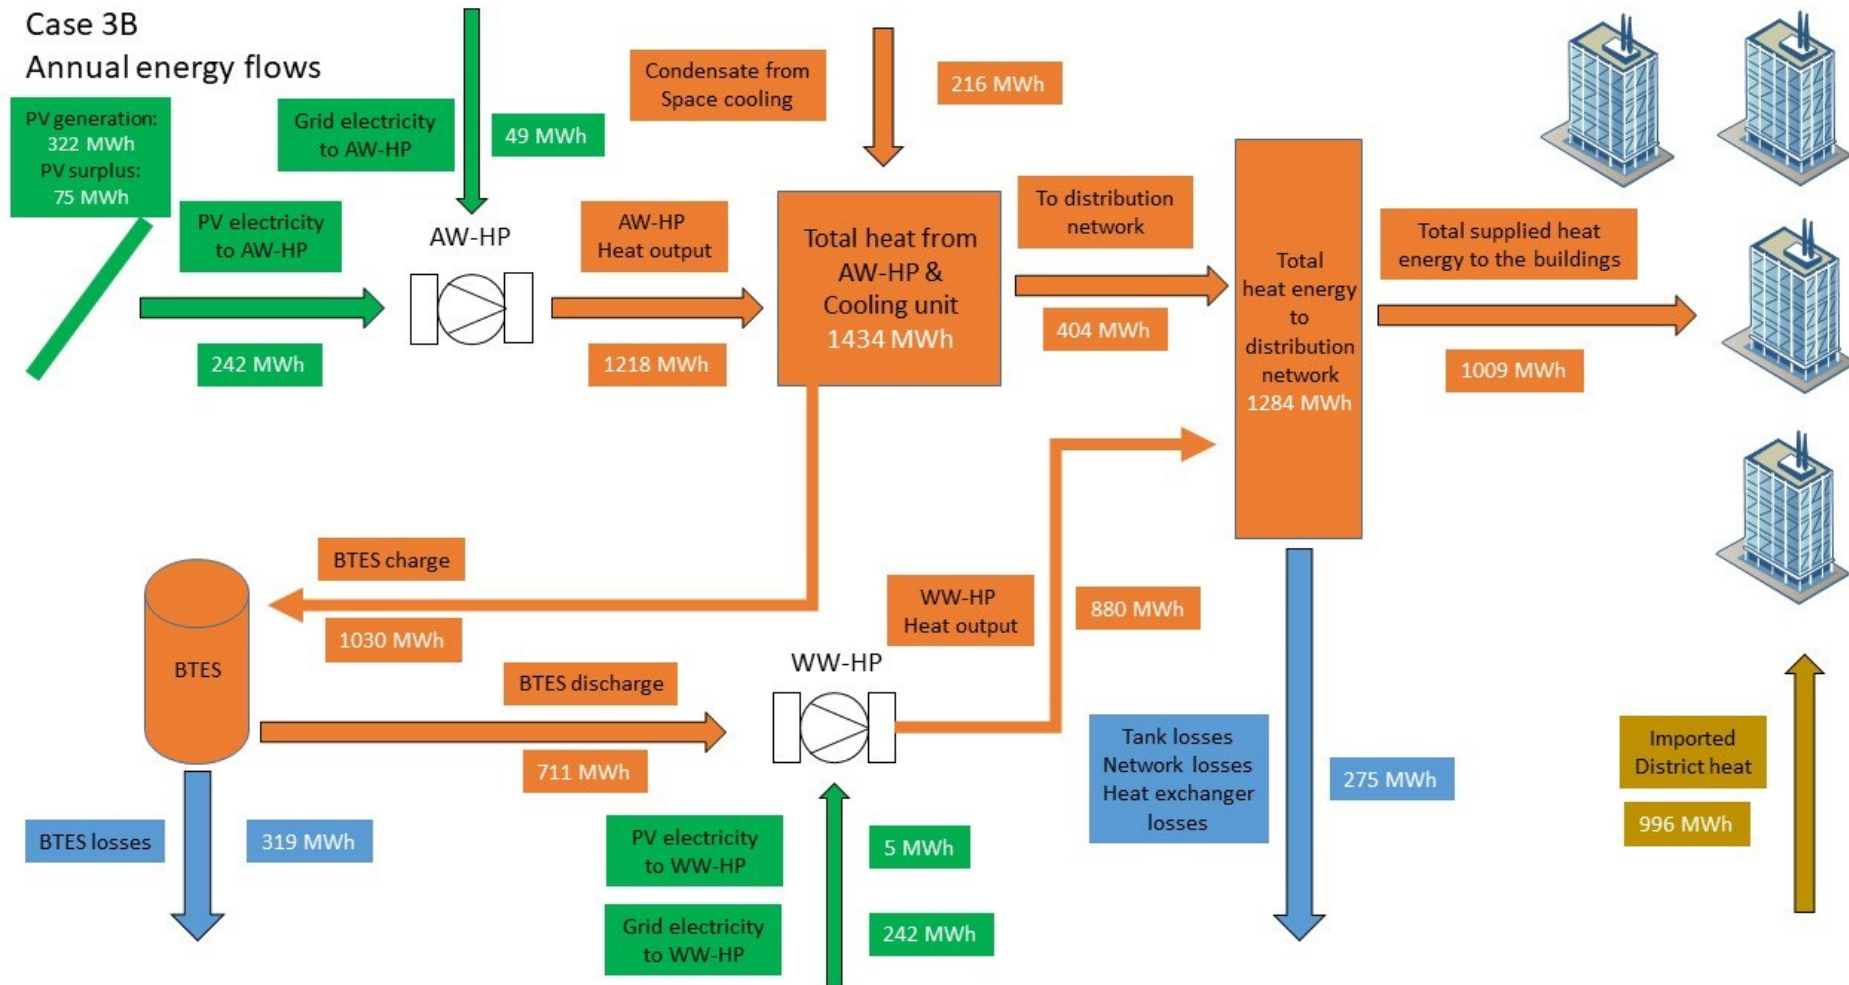 Case 3B
Annual energy flows
PV generation:
322 MWh
PV surplus:
75 MWh
Grid electricity
to AW-HP
49 MWh
Condensate from
Space cooling
216 MWh
PV electricity
to AW-HP
242 MWh
AW-HP
AW-HP
Heat output
1218 MWh
Total heat from
AW-HP &
Cooling unit
1434 MWh
To distribution
network
404 MWh
Total
heat energy
to
distribution
network
1284 MWh
Total supplied heat
energy to the buildings
1009 MWh
BTES charge
1030 MWh
BTES
BTES discharge
711 MWh
BTES losses
319 MWh
WW-HP
WW-HP
Heat output
880 MWh
PV electricity
to WW-HP
5 MWh
Grid electricity
to WW-HP
242 MWh
Tank losses
Network losses
Heat exchanger
losses
275 MWh
Imported
District heat
996 MWh